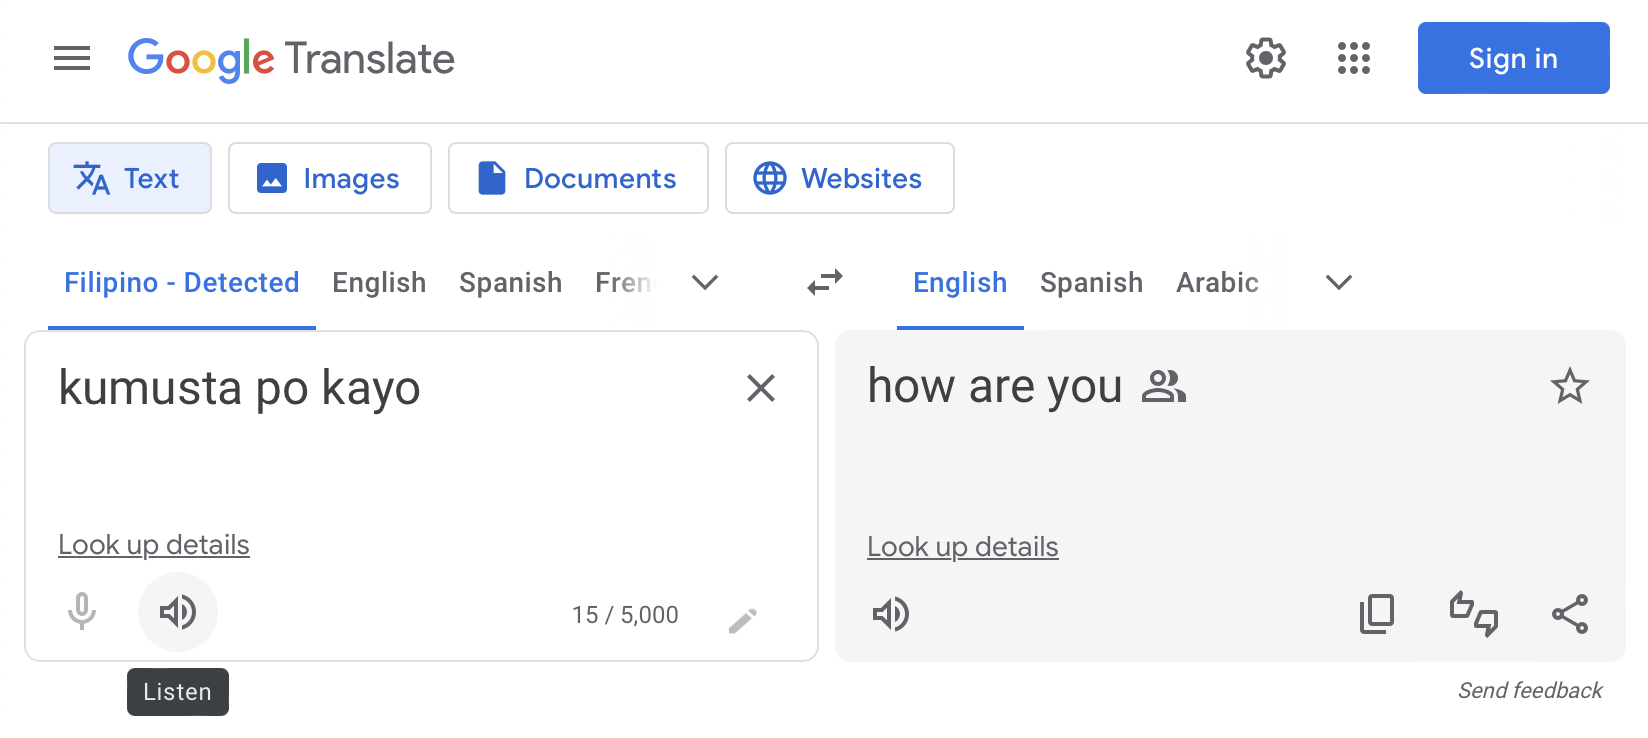 Google Translate
Sign in
Text
Images
Documents
Websites
Filipino - Detected
English
Spanish
Fren
English
Spanish
Arabic
kumusta po kayo
how are you
Look up details
Look up details
15 / 5,000
Listen
Send feedback